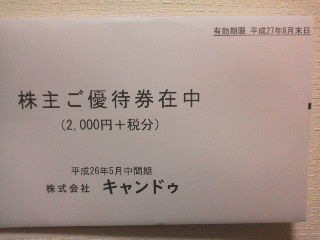 有効期限 平成27年8月末日
株主ご優待券在中
(2,000円＋税分)
平成26年5月中間期
株式会社 キャンドゥ